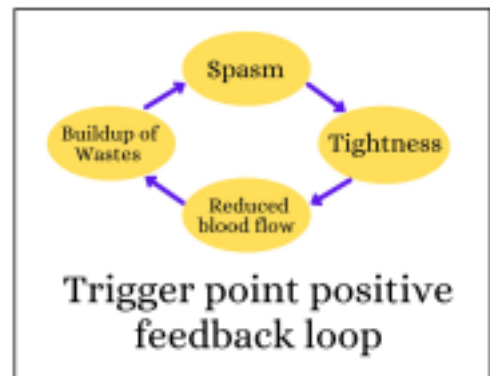 Spasm
Tightness
Reduced
blood flow
Buildup of
Wastes
Trigger point positive
feedback loop